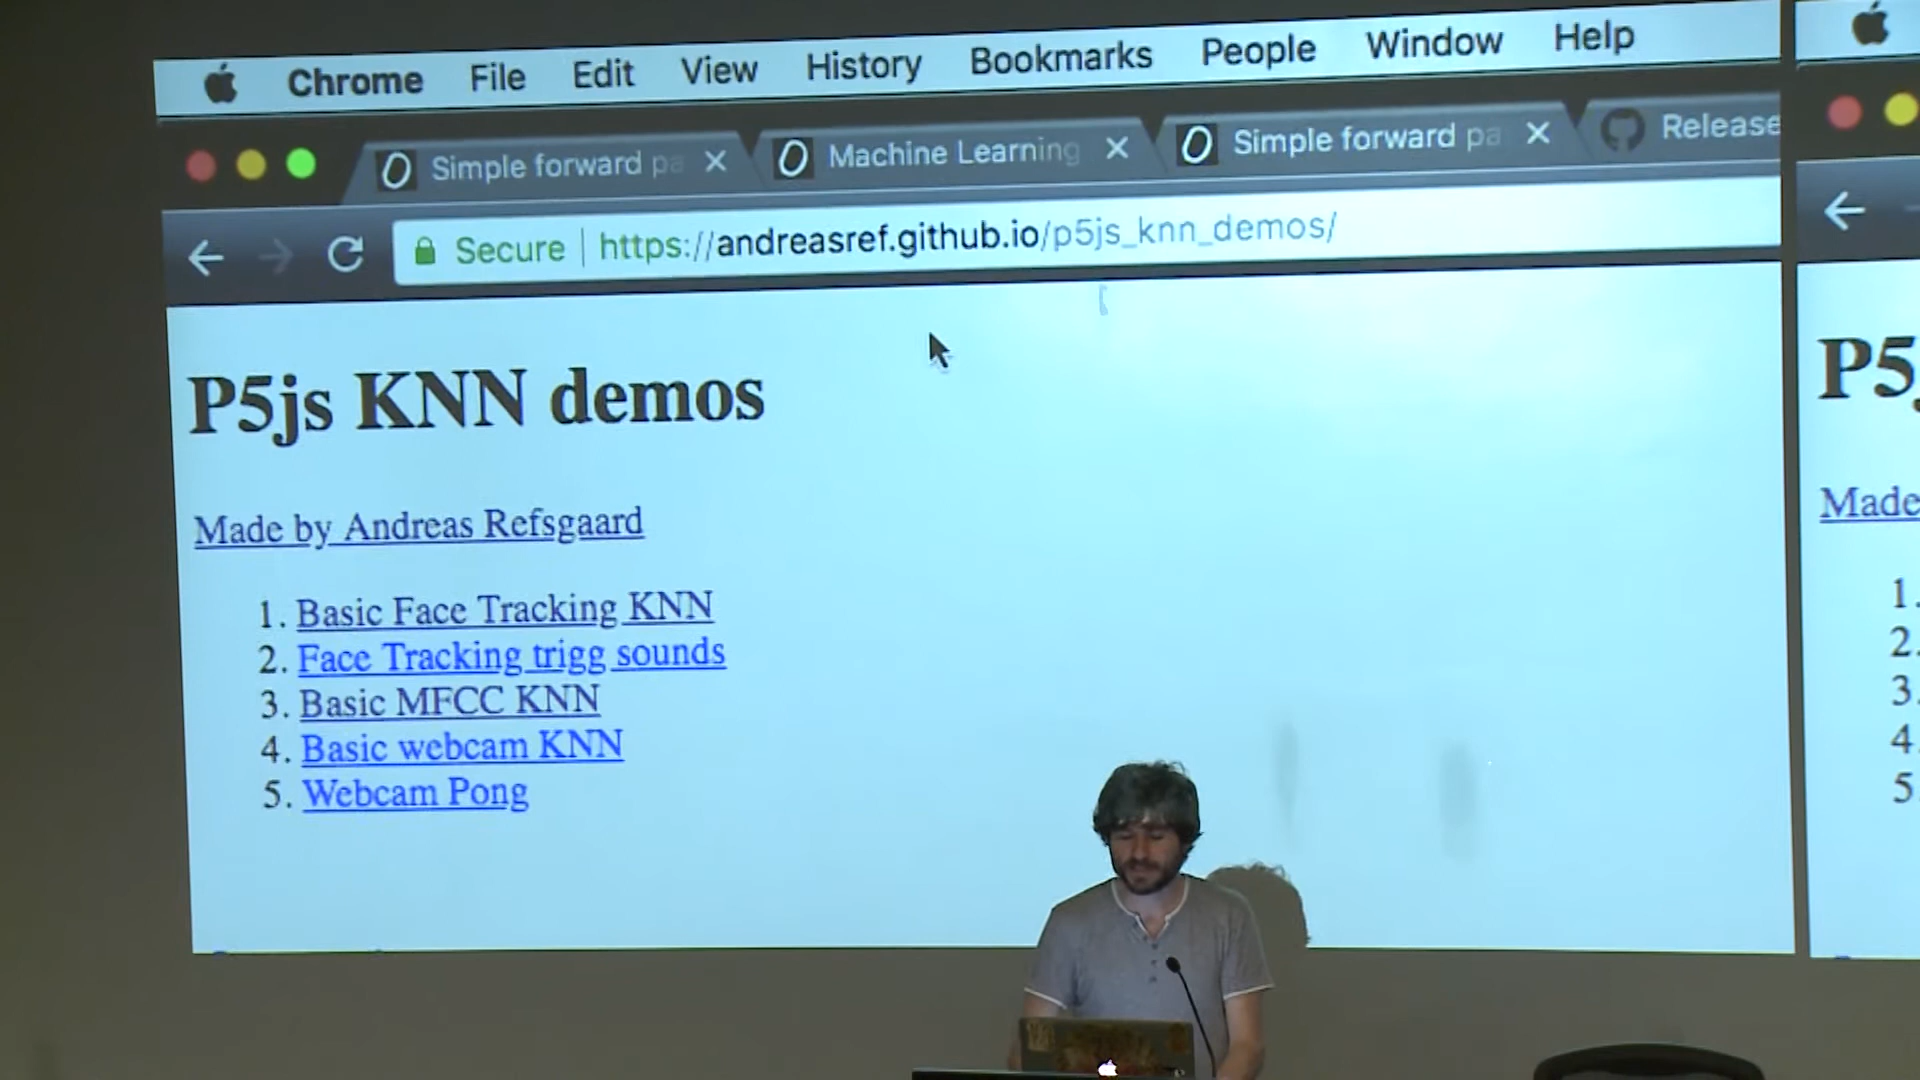 Chrome File Edit View History Bookmarks People Window Help
Simple forward pa Machine Learning Simple forward pa Release
Secure https://andreasref.github.io/p5js_knn_demos/
P5js KNN demos
Made by Andreas Refsgaard
1. Basic Face Tracking KNN
2. Face Tracking trigg sounds
3. Basic MFCC KNN
4. Basic webcam KNN
5. Webcam Pong
P5
Made
1.
2.
3.
4.
5